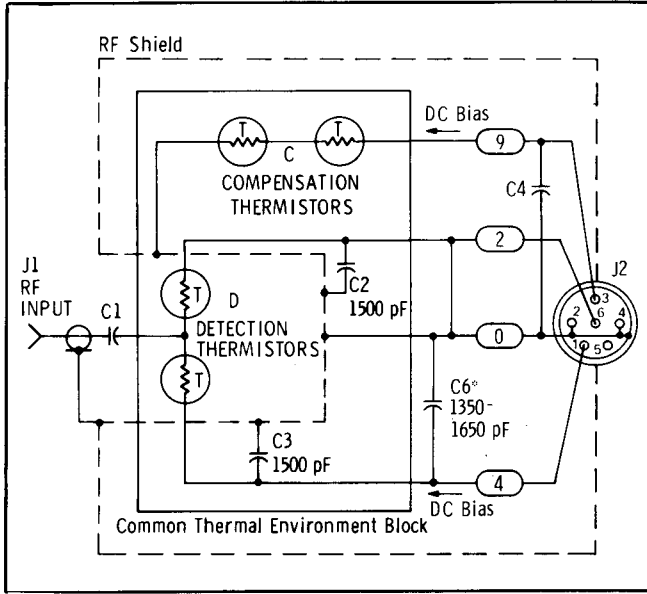 RF Shield
DC Bias
9
T
T
C
COMPENSATION
THERMISTORS
C4
2
J2
J1
RF
INPUT
C1
T
D
C2
1500 pF
DETECTION
THERMISTORS
T
0
3
2
6
4
1
5
C6*
1350-
1650 pF
C3
1500 pF
4
DC Bias
Common Thermal Environment Block